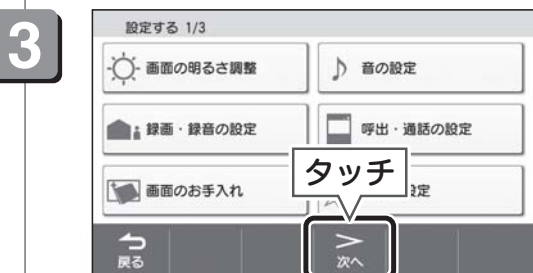 3
設定する 1/3
画面の明るさ調整
音の設定
録画・録音の設定
呼出・通話の設定
画面のお手入れ
定
タッチ
戻る
次へ